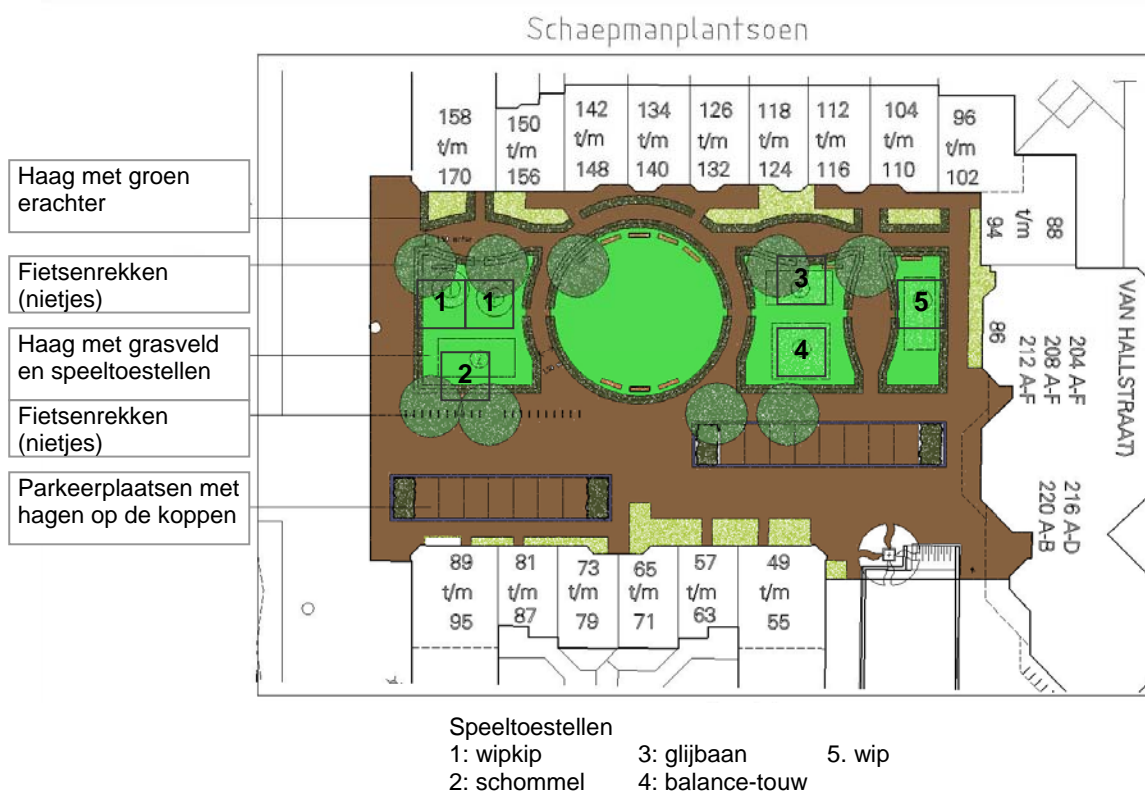 Schaepmanplantsoen
158 150 142 134 126 118 112 104 96
t/m t/m t/m t/m t/m t/m t/m t/m t/m
170 156 148 140 132 124 116 110 102
Haag met groen
erachter
94 t/m 88
Fietsenrekken
(nietjes)
Haag met grasveld
en speeltoestellen
Fietsenrekken
(nietjes)
Parkeerplaatsen met
hagen op de koppen
1 1 3 5
2 4
86
VAN HALLSTRAAT)
204 A-F
208 A-F
212 A-F
216 A-D
220 A-B
89 81 73 65 57 49
t/m t/m t/m t/m t/m t/m
95 87 79 71 63 55
Speeltoestellen
1: wipkip 3: glijbaan 5. wip
2: schommel 4: balance-touw